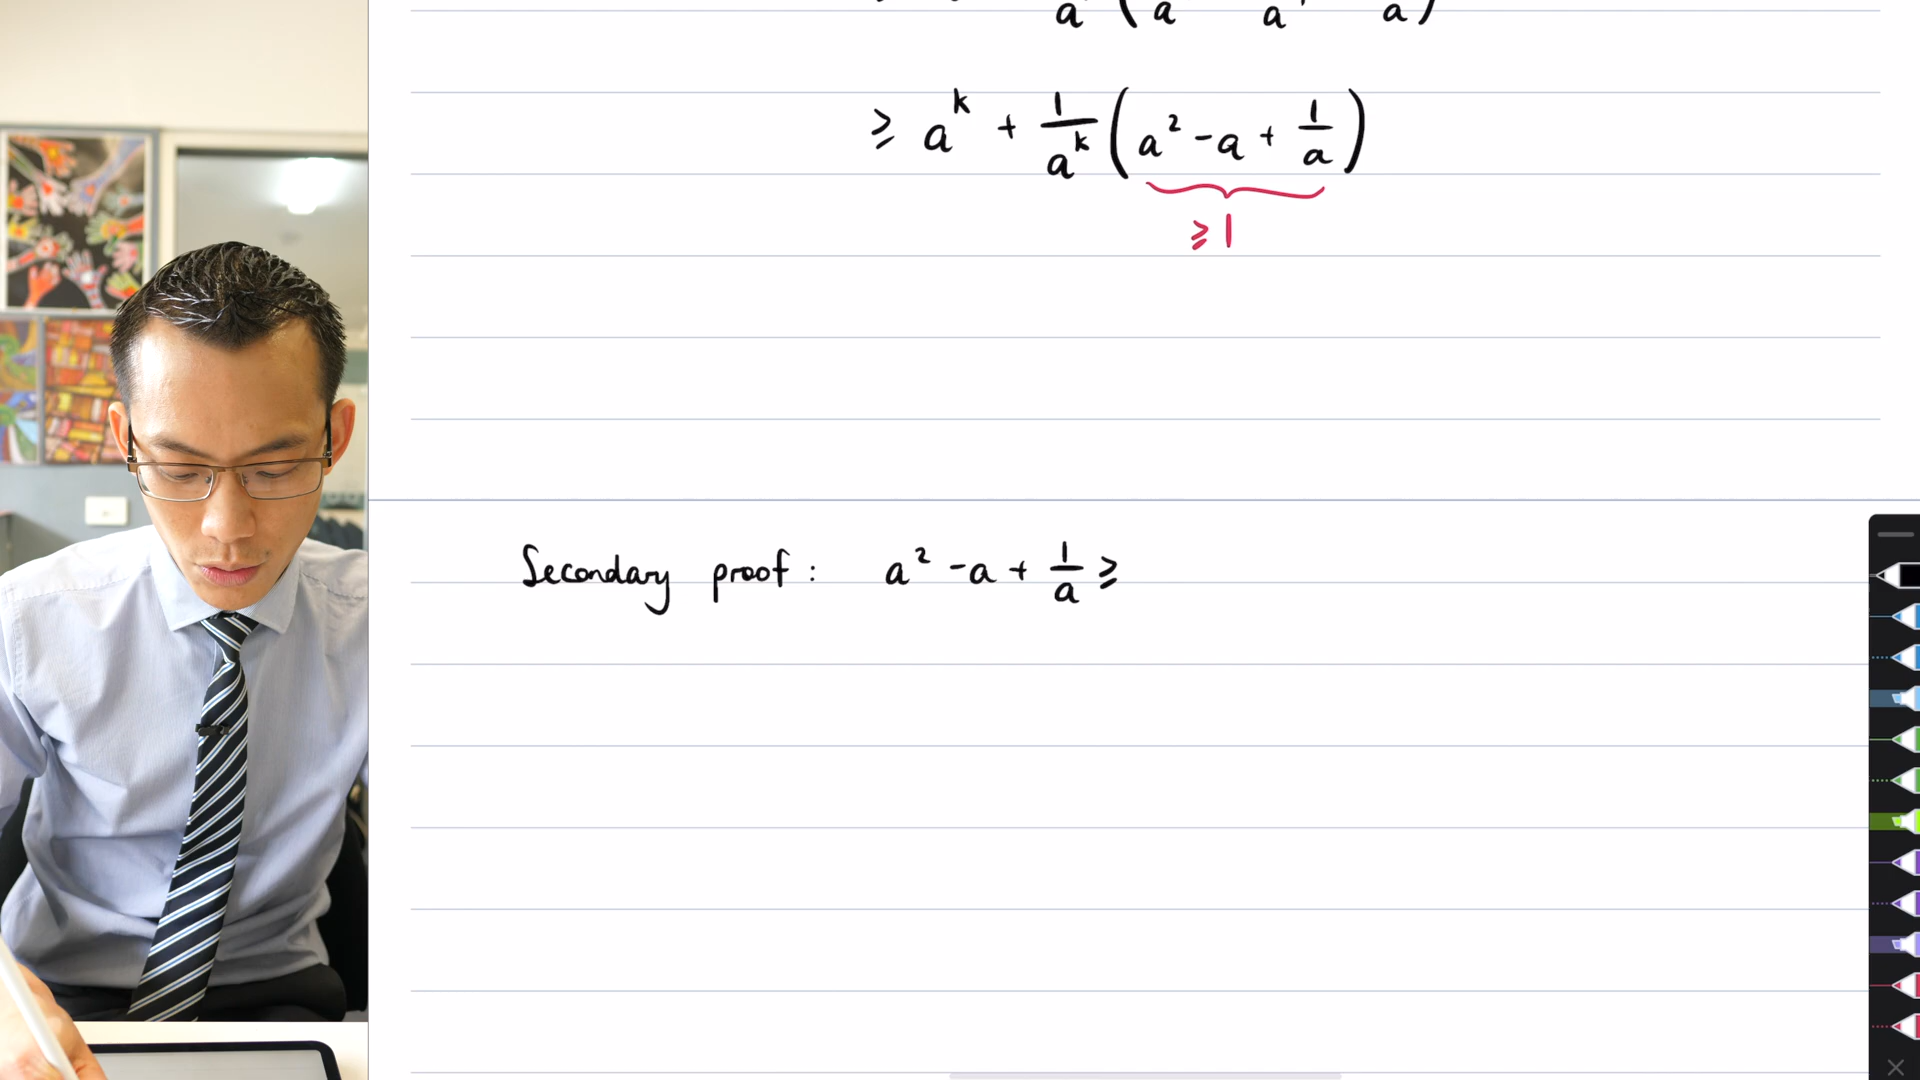 a ( a a a )
≥ a^k + 1/a^k ( a² - a + 1/a )
≥ 1
Secondary proof : a² - a + 1/a ≥